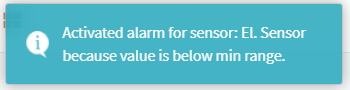 Activated alarm for sensor: El. Sensor
because value is below min range.